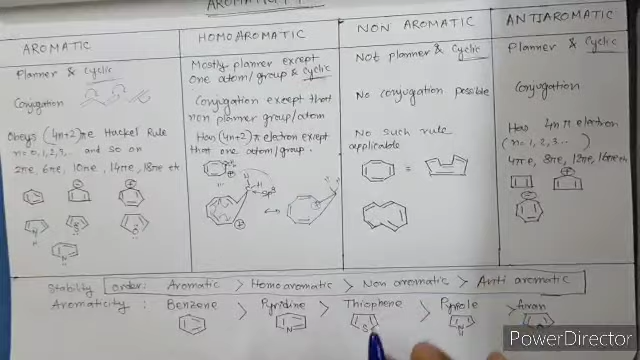 AROMATICITY
AROMATIC
Planner & Cyclic
Conjugation
Obeys (4n+2)πe Huckel Rule
n=0,1,2,3... and so on
2πe, 6πe, 10πe, 14πe, 18πe etc
HOMOAROMATIC
Mostly planner except
one atom/group & Cyclic
Conjugation except that
non planner group/atom
Has (4n+2)π electron except
that one atom/group.
sp³
NON AROMATIC
Not planner & Cyclic
No conjugation possible
No such rule
applicable
=
ANTIAROMATIC
Planner & Cyclic
Conjugation
Has 4nπ electron
(n=1,2,3... )
4πe, 8πe, 12πe, 16πe
Stability order: Aromatic > Homoaromatic > Non aromatic > Anti aromatic
Aromaticity : Benzene > Pyridine > Thiophene > Pyrrole > Furan
PowerDirector